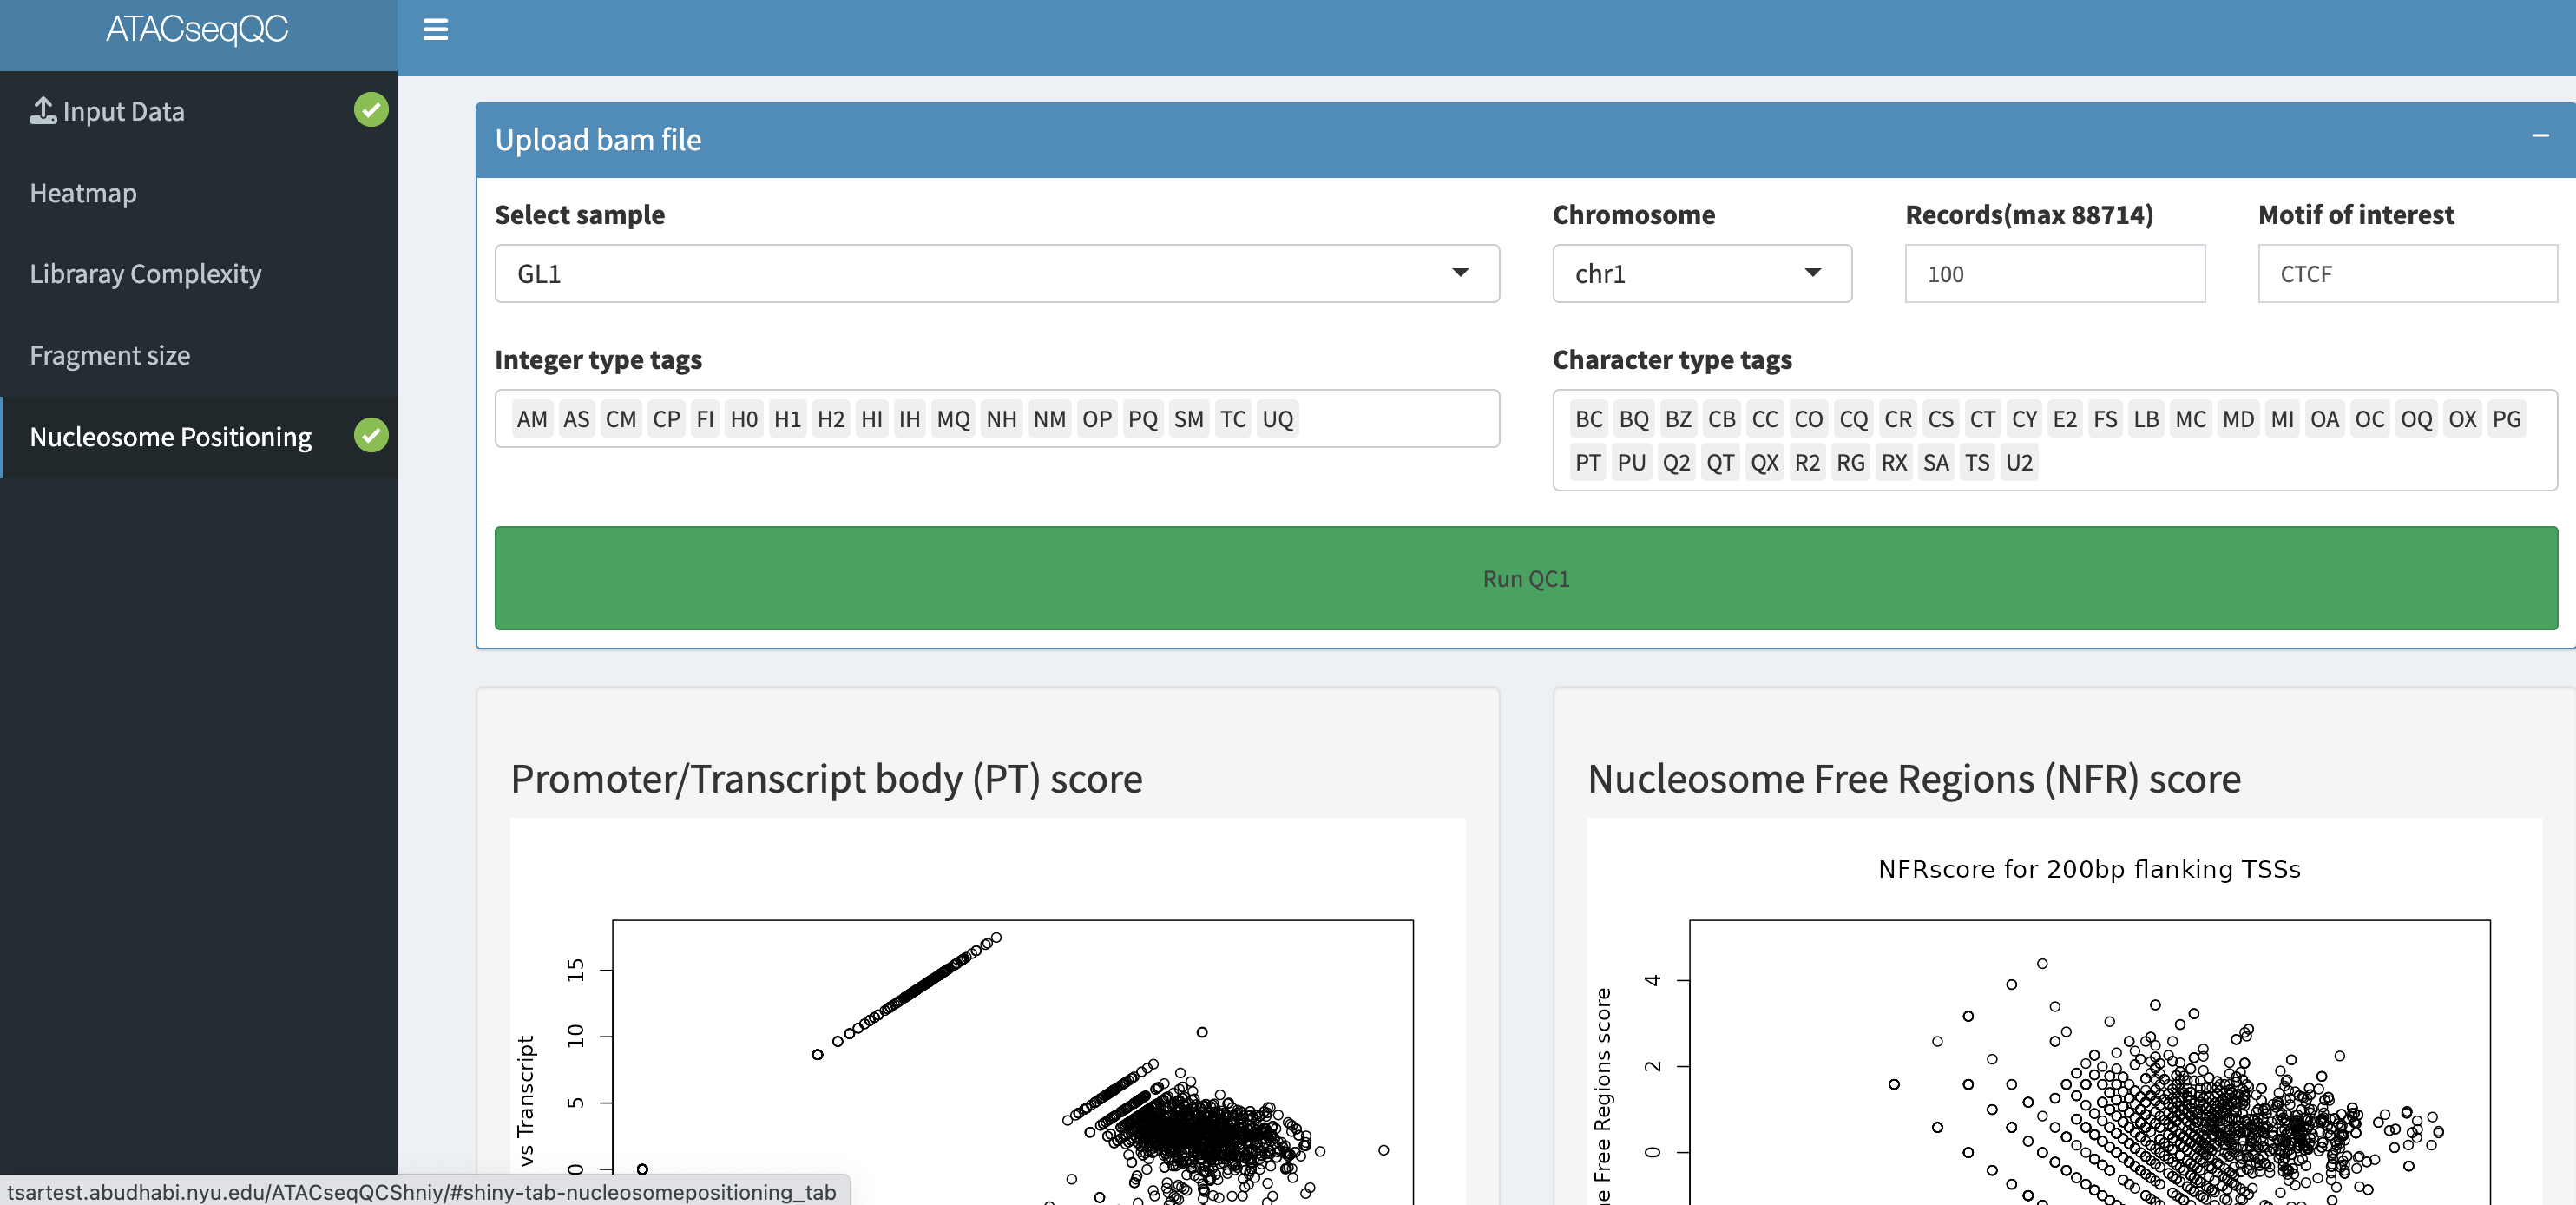 ATACseqQC
Input Data
Heatmap
Libraray Complexity
Fragment size
Nucleosome Positioning
Upload bam file
Select sample
Chromosome
Records(max 88714)
Motif of interest
GL1
chr1
100
CTCF
Integer type tags
Character type tags
AM AS CM CP FI H0 H1 H2 HI IH MQ NH NM OP PQ SM TC UQ
BC BQ BZ CB CC CO CQ CR CS CT CY E2 FS LB MC MD MI OA OC OQ OX PG
PT PU Q2 QT QX R2 RG RX SA TS U2
Run QC1
Promoter/Transcript body (PT) score
15
10
5
0
vs Transcript
Nucleosome Free Regions (NFR) score
NFRscore for 200bp flanking TSSs
4
2
0
Free Regions score
tsartest.abudhabi.nyu.edu/ATACseqQCShniy/#shiny-tab-nucleosomepositioning_tab